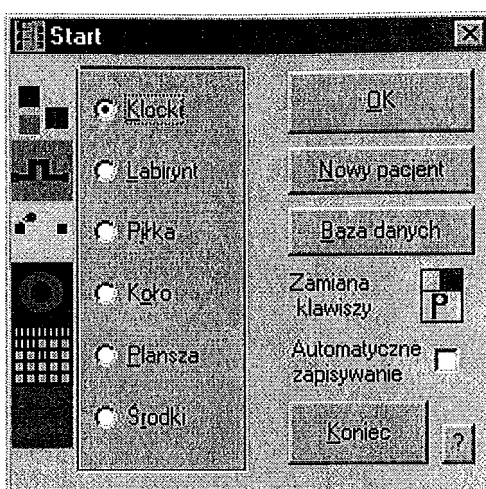 Start
Klocki
Labirynt
Piłka
Koło
Plansza
Środki
OK
Nowy pacjent
Baza danych
Zamiana
klawiszy
P
Automatyczne
zapisywanie
Koniec
?